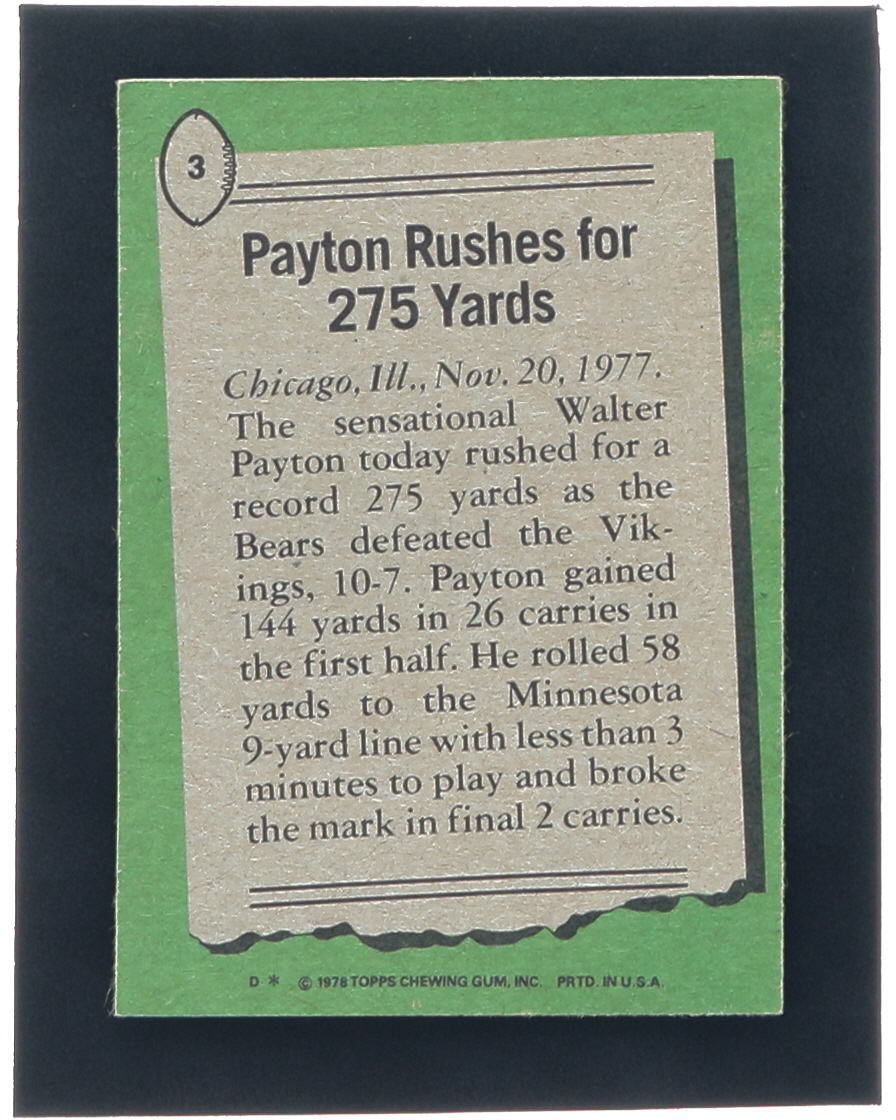 3
Payton Rushes for
275 Yards
Chicago, Ill., Nov. 20, 1977.
The sensational Walter
Payton today rushed for a
record 275 yards as the
Bears defeated the Vik-
ings, 10-7. Payton gained
144 yards in 26 carries in
the first half. He rolled 58
yards to the Minnesota
9-yard line with less than 3
minutes to play and broke
the mark in final 2 carries.
D * © 1978 TOPPS CHEWING GUM, INC. PRTD. IN U.S.A.